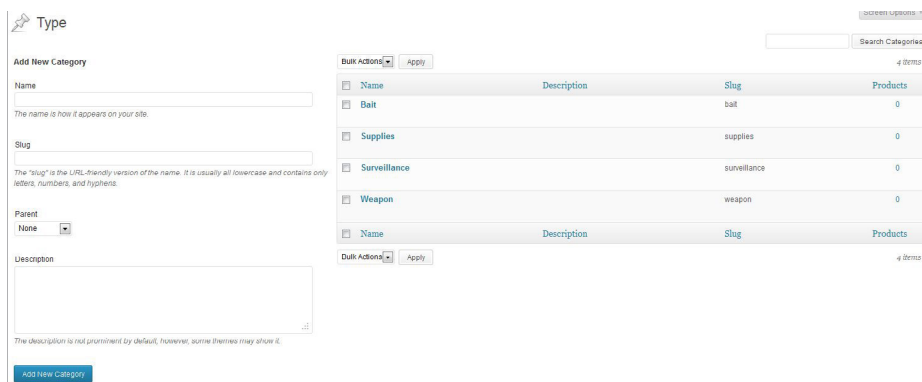 Screen Options
Type
Search Categories
Add New Category
Name
The name is how it appears on your site.
Slug
The "slug" is the URL-friendly version of the name. It is usually all lowercase and contains only
letters, numbers, and hyphens.
Parent
None
Description
The description is not prominent by default, however, some themes may show it.
Add New Category
Bulk Actions Apply 4 items
Name Description Slug Products
Bait bait 0
Supplies supplies 0
Surveillance surveillance 0
Weapon weapon 0
Name Description Slug Products
Bulk Actions Apply 4 items